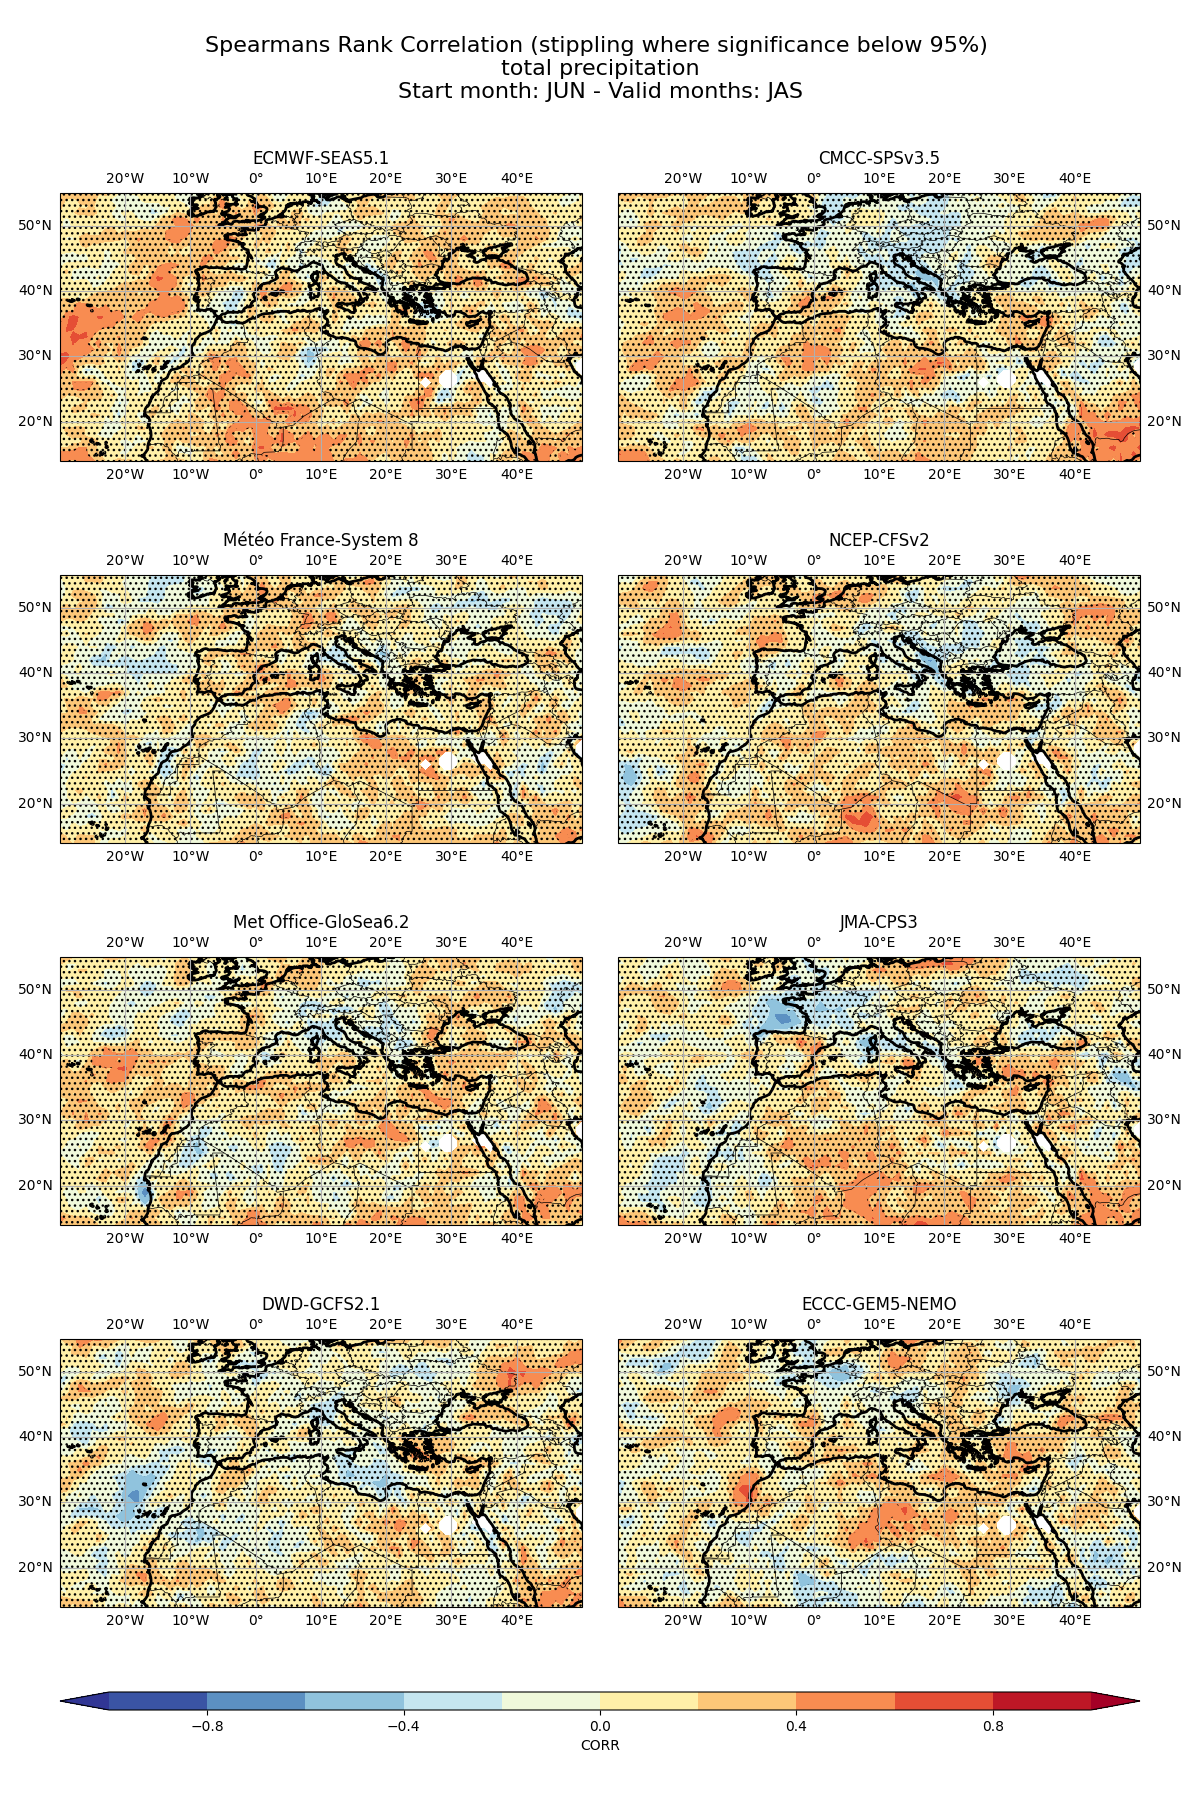 Spearmans Rank Correlation (stippling where significance below 95%)
total precipitation
Start month: JUN - Valid months: JAS
ECMWF-SEAS5.1 CMCC-SPSv3.5
20°W 10°W 0° 10°E 20°E 30°E 40°E 20°W 10°W 0° 10°E 20°E 30°E 40°E
50°N 50°N
40°N 40°N
30°N 30°N
20°N 20°N
20°W 10°W 0° 10°E 20°E 30°E 40°E 20°W 10°W 0° 10°E 20°E 30°E 40°E
Météo France-System 8 NCEP-CFSv2
20°W 10°W 0° 10°E 20°E 30°E 40°E 20°W 10°W 0° 10°E 20°E 30°E 40°E
50°N 50°N
40°N 40°N
30°N 30°N
20°N 20°N
20°W 10°W 0° 10°E 20°E 30°E 40°E 20°W 10°W 0° 10°E 20°E 30°E 40°E
Met Office-GloSea6.2 JMA-CPS3
20°W 10°W 0° 10°E 20°E 30°E 40°E 20°W 10°W 0° 10°E 20°E 30°E 40°E
50°N 50°N
40°N 40°N
30°N 30°N
20°N 20°N
20°W 10°W 0° 10°E 20°E 30°E 40°E 20°W 10°W 0° 10°E 20°E 30°E 40°E
DWD-GCFS2.1 ECCC-GEM5-NEMO
20°W 10°W 0° 10°E 20°E 30°E 40°E 20°W 10°W 0° 10°E 20°E 30°E 40°E
50°N 50°N
40°N 40°N
30°N 30°N
20°N 20°N
20°W 10°W 0° 10°E 20°E 30°E 40°E 20°W 10°W 0° 10°E 20°E 30°E 40°E
−0.8 −0.4 0.0 0.4 0.8
CORR